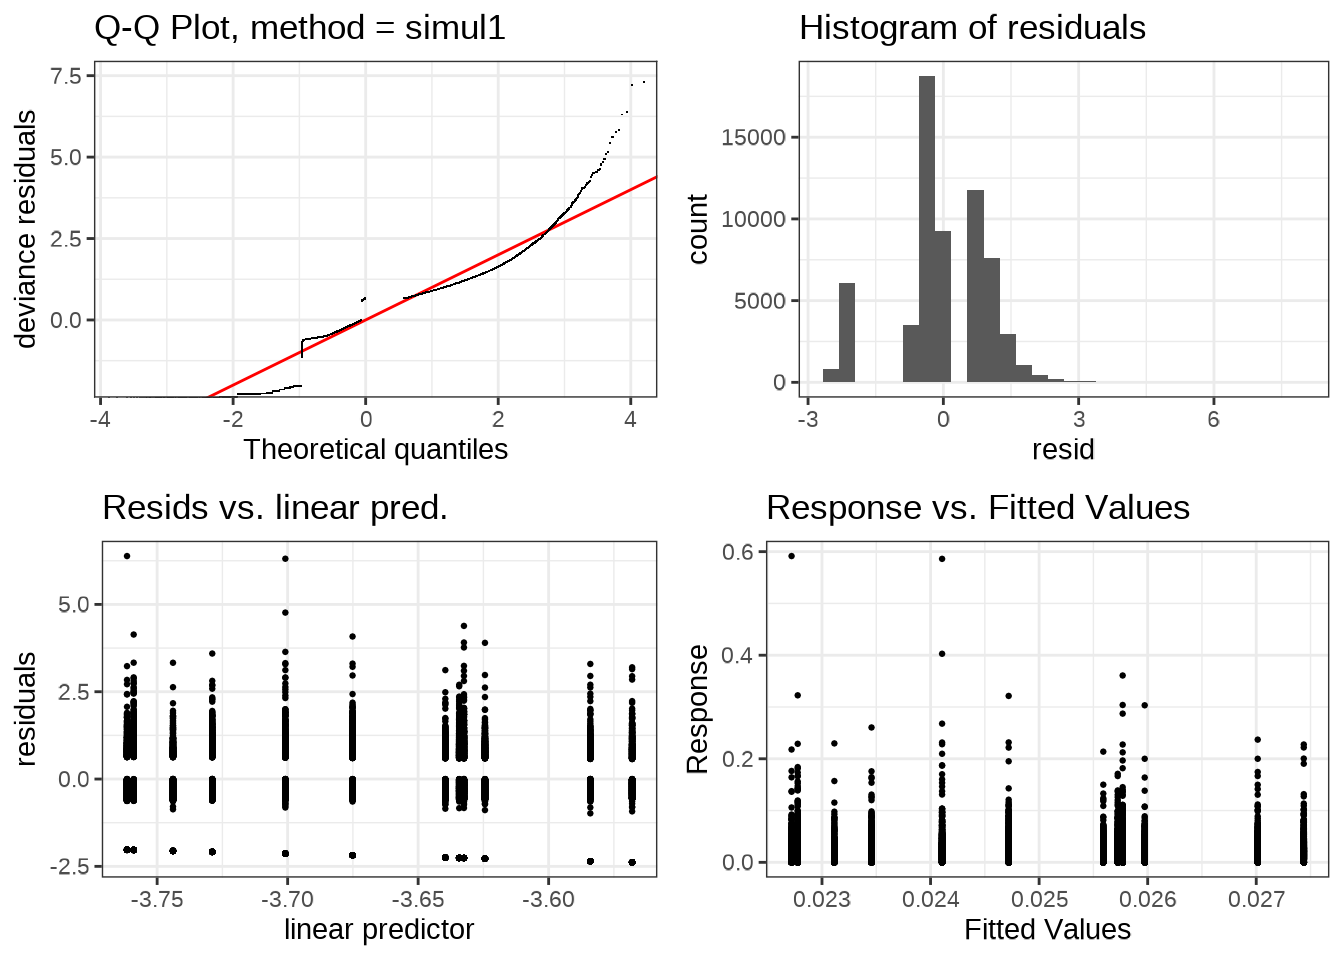 Q-Q Plot, method = simul1
deviance residuals
7.5
5.0
2.5
0.0
-4 -2 0 2 4
Theoretical quantiles
Histogram of residuals
count
15000
10000
5000
0
-3 0 3 6
resid
Resids vs. linear pred.
residuals
5.0
2.5
0.0
-2.5
-3.75 -3.70 -3.65 -3.60
linear predictor
Response vs. Fitted Values
Response
0.6
0.4
0.2
0.0
0.023 0.024 0.025 0.026 0.027
Fitted Values